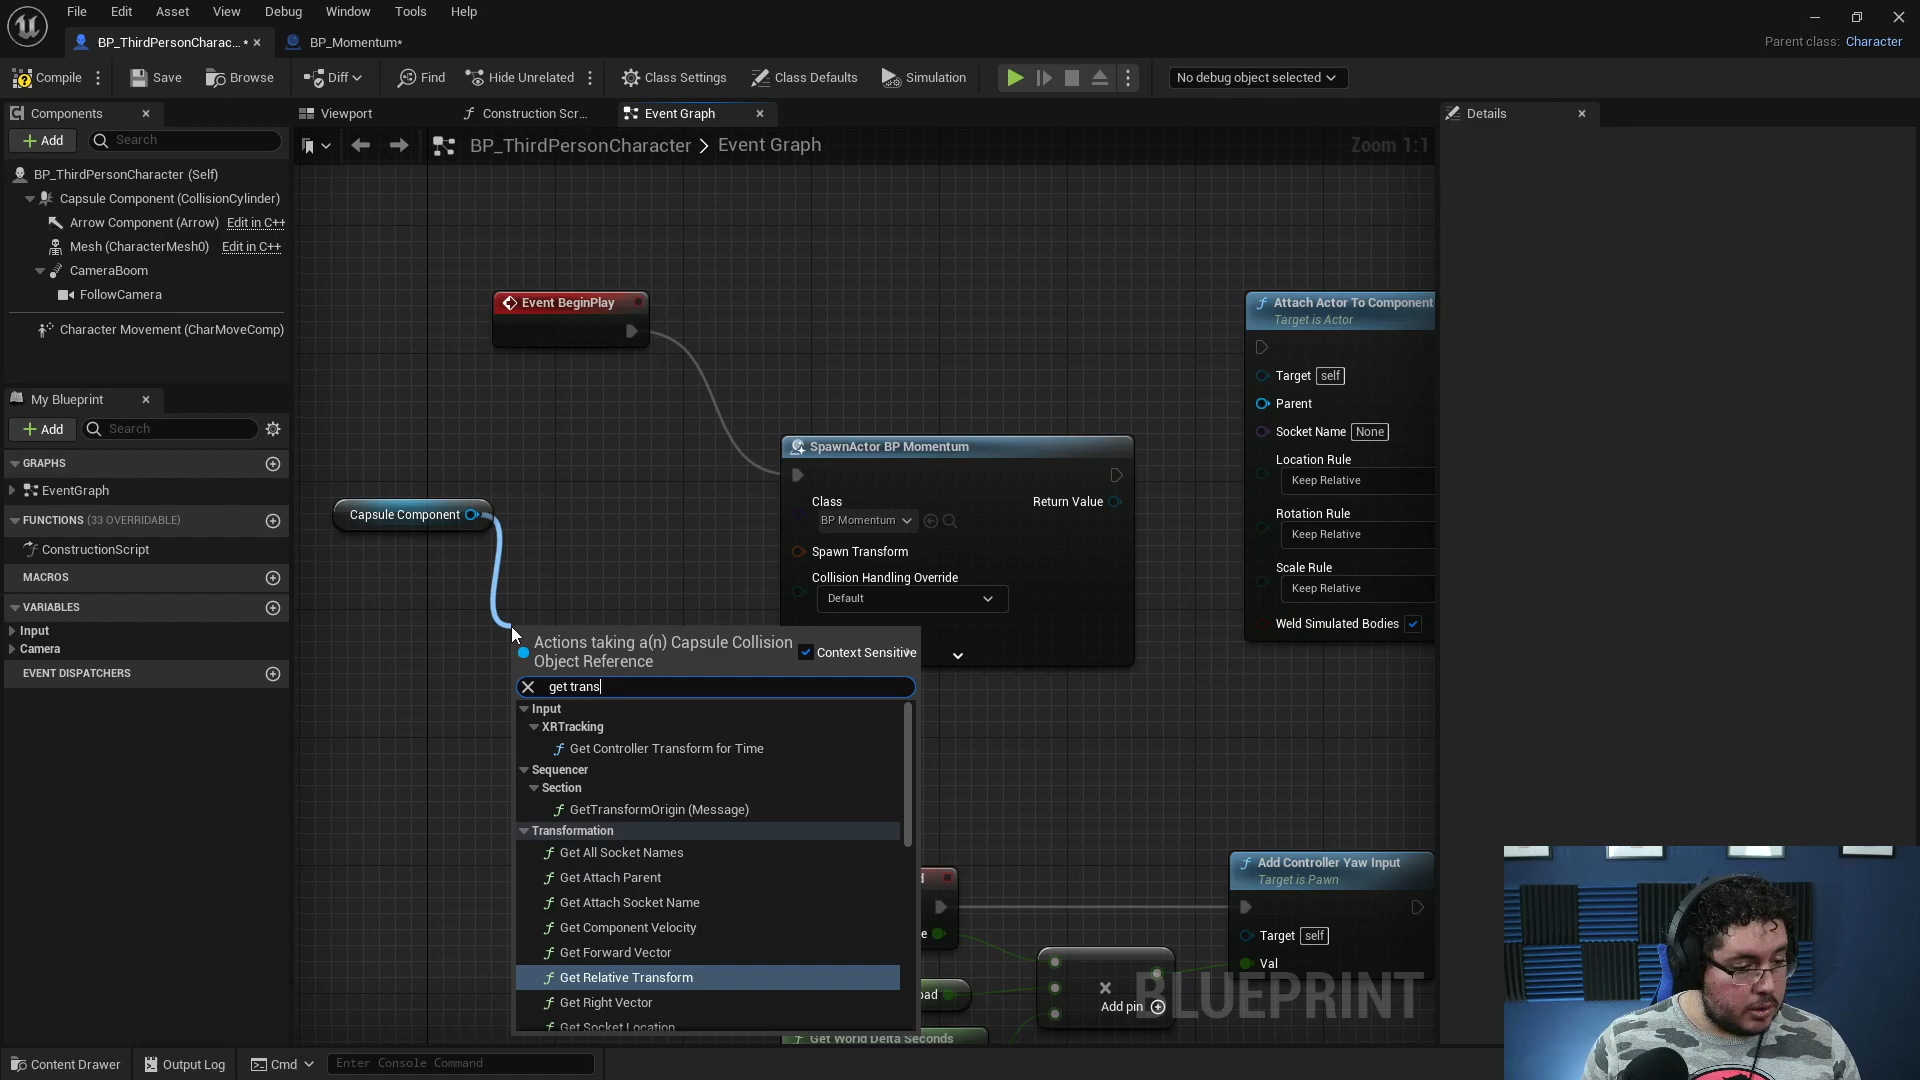 File Edit Asset View Debug Window Tools Help
BP_ThirdPersonCharac... * BP_Momentum*
Parent class: Character
Compile Save Browse Diff Find Hide Unrelated Class Settings Class Defaults Simulation No debug object selected
Components
Viewport Construction Scr... Event Graph
Details
Add Search
BP_ThirdPersonCharacter > Event Graph
Zoom 1:1
BP_ThirdPersonCharacter (Self)
Capsule Component (CollisionCylinder)
Arrow Component (Arrow) Edit in C++
Mesh (CharacterMesh0) Edit in C++
CameraBoom
FollowCamera
Character Movement (CharMoveComp)
My Blueprint
Add Search
GRAPHS
EventGraph
FUNCTIONS (33 OVERRIDABLE)
ConstructionScript
MACROS
VARIABLES
Input
Camera
EVENT DISPATCHERS
Event BeginPlay
Capsule Component
SpawnActor BP Momentum
Class
BP Momentum
Return Value
Spawn Transform
Collision Handling Override
Default
Attach Actor To Component
Target is Actor
Target self
Parent
Socket Name None
Location Rule
Keep Relative
Rotation Rule
Keep Relative
Scale Rule
Keep Relative
Weld Simulated Bodies
Actions taking a(n) Capsule Collision
Object Reference
Context Sensitive
get trans
Input
XRTracking
Get Controller Transform for Time
Sequencer
Section
GetTransformOrigin (Message)
Transformation
Get All Socket Names
Get Attach Parent
Get Attach Socket Name
Get Component Velocity
Get Forward Vector
Get Relative Transform
Get Right Vector
Get Socket Location
Add Controller Yaw Input
Target is Pawn
Target self
Val
Add pin
Get World Delta Seconds
BLUEPRINT
Content Drawer Output Log Cmd Enter Console Command